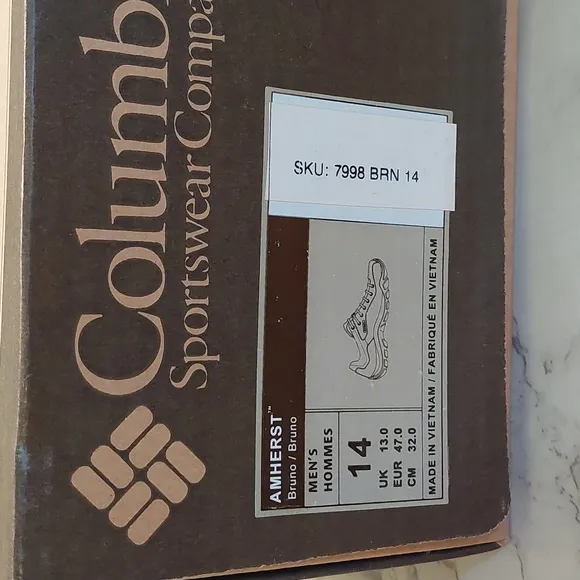 Columb
Sportswear Compa
SKU: 7998 BRN 14
AMHERST™
Bruno / Bruno
MEN'S
HOMMES
14
UK 13.0
EUR 47.0
CM 32.0
MADE IN VIETNAM / FABRIQUÉ EN VIETNAM